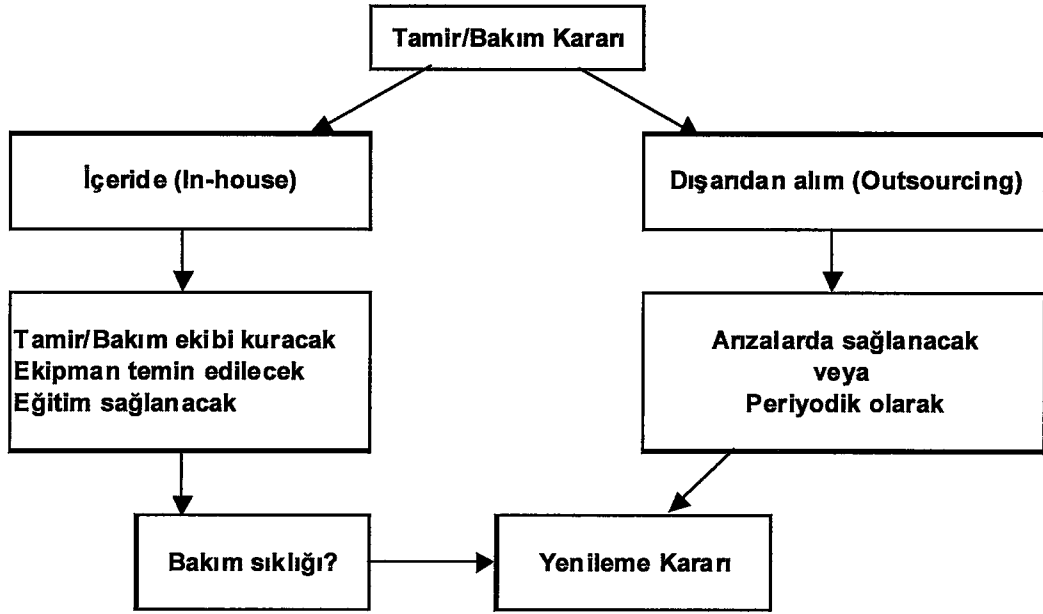 Tamir/Bakım Kararı
İçeride (In-house)
Dışarıdan alım (Outsourcing)
Tamir/Bakım ekibi kuracak
Ekipman temin edilecek
Eğitim sağlanacak
Arızalarda sağlanacak
veya
Periyodik olarak
Bakım sıklığı?
Yenileme Kararı